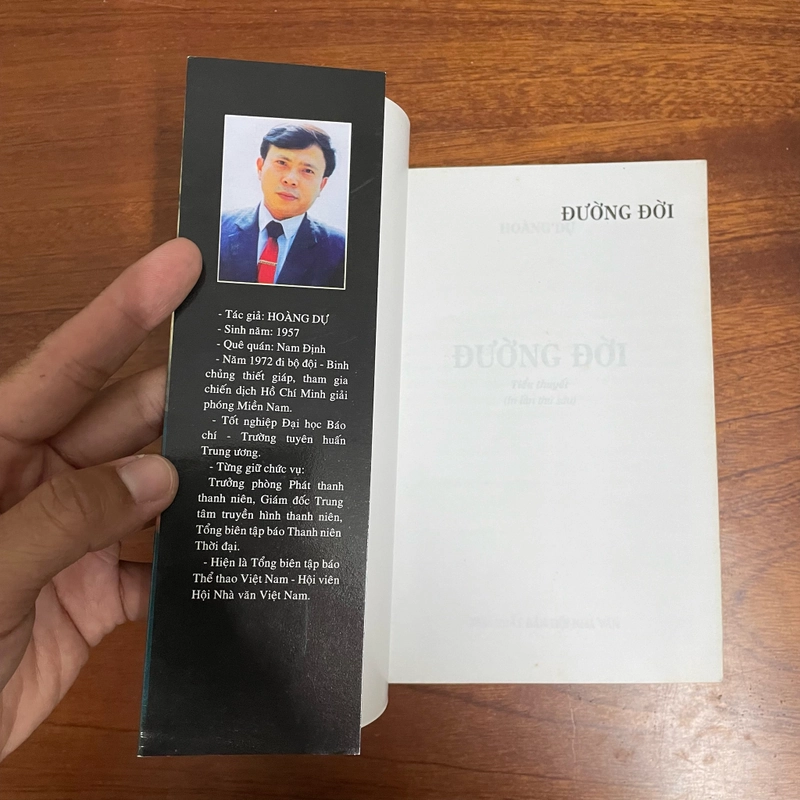 - Tác giả: HOÀNG DỰ
- Sinh năm: 1957
- Quê quán: Nam Định
- Năm 1972 đi bộ đội - Binh
chủng thiết giáp, tham gia
chiến dịch Hồ Chí Minh giải
phóng Miền Nam.
- Tốt nghiệp Đại học Báo
chí - Trường tuyên huấn
Trung ương.
- Từng giữ chức vụ:
Trưởng phòng Phát thanh
thanh niên, Giám đốc Trung
tâm truyền hình thanh niên,
Tổng biên tập báo Thanh niên
Thời đại.
- Hiện là Tổng biên tập báo
Thể thao Việt Nam - Hội viên
Hội Nhà văn Việt Nam.
ĐƯỜNG ĐỜI
HOÀNG DỰ
ĐƯỜNG ĐỜI
Tiểu thuyết